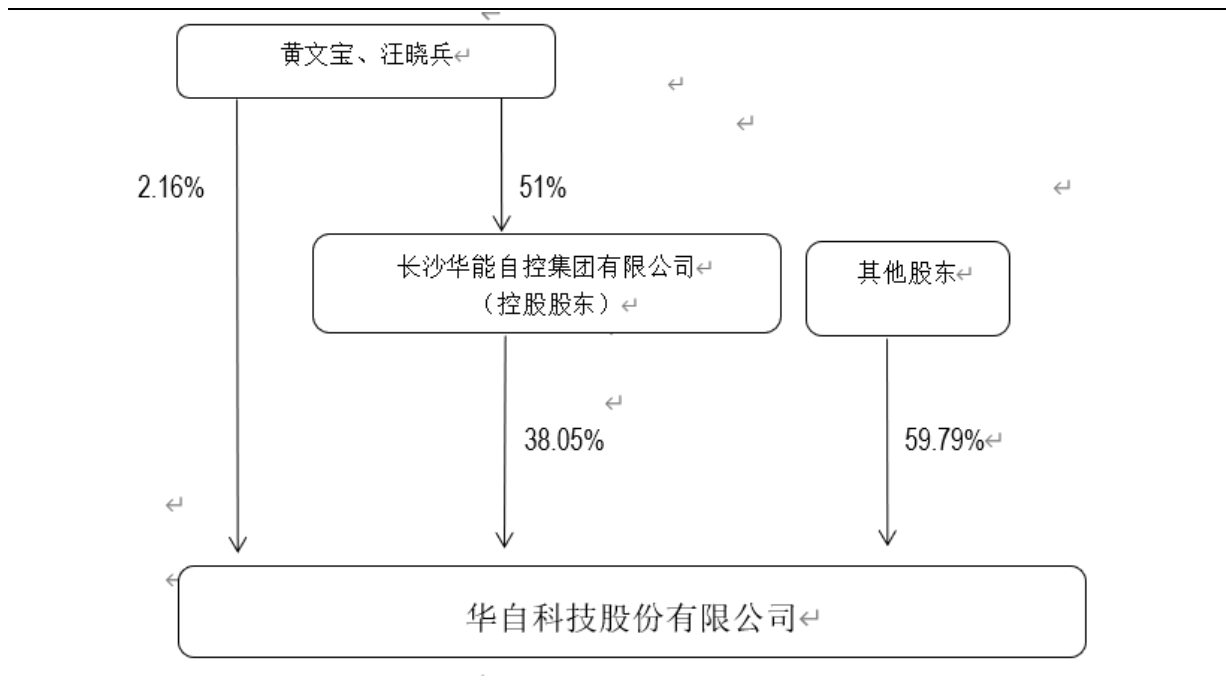 黄文宝、汪晓兵
2.16%
51%
长沙华能自控集团有限公司
（控股股东）
其他股东
38.05%
59.79%
华自科技股份有限公司